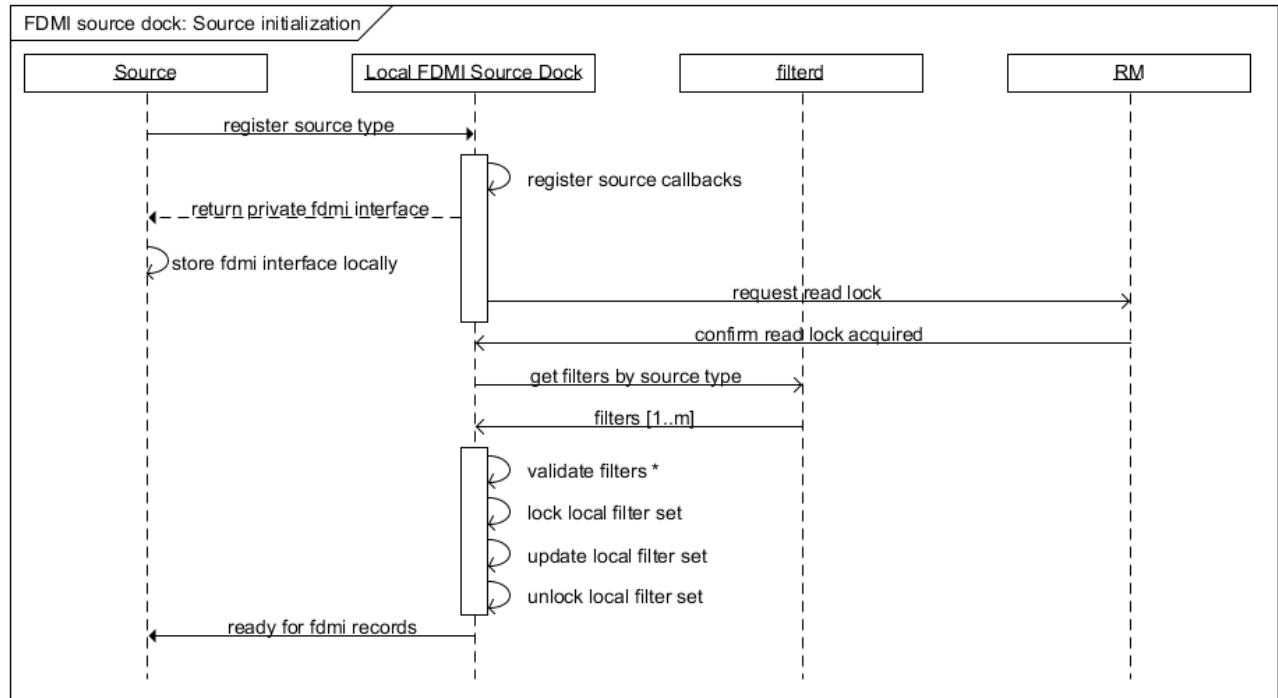 FDMI source dock: Source initialization
Source
Local FDMI Source Dock
filterd
RM
register source type
register source callbacks
return private fdmi interface
store fdmi interface locally
request read lock
confirm read lock acquired
get filters by source type
filters [1..m]
validate filters *
lock local filter set
update local filter set
unlock local filter set
ready for fdmi records